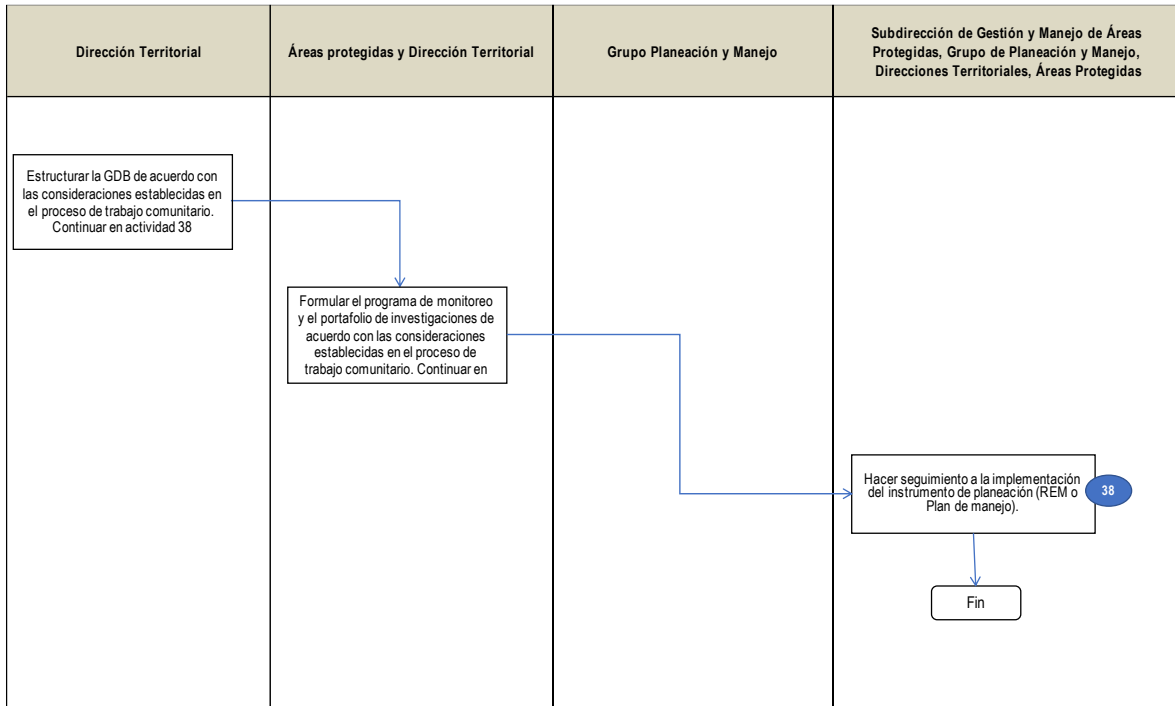 Dirección Territorial
Áreas protegidas y Dirección Territorial
Grupo Planeación y Manejo
Subdirección de Gestión y Manejo de Áreas
Protegidas, Grupo de Planeación y Manejo,
Direcciones Territoriales, Áreas Protegidas
Estructurar la GDB de acuerdo con
las consideraciones establecidas en
el proceso de trabajo comunitario.
Continuar en actividad 38
Formular el programa de monitoreo
y el portafolio de investigaciones de
acuerdo con las consideraciones
establecidas en el proceso de
trabajo comunitario. Continuar en
Hacer seguimiento a la implementación
del instrumento de planeación (REM o
Plan de manejo).
38
Fin